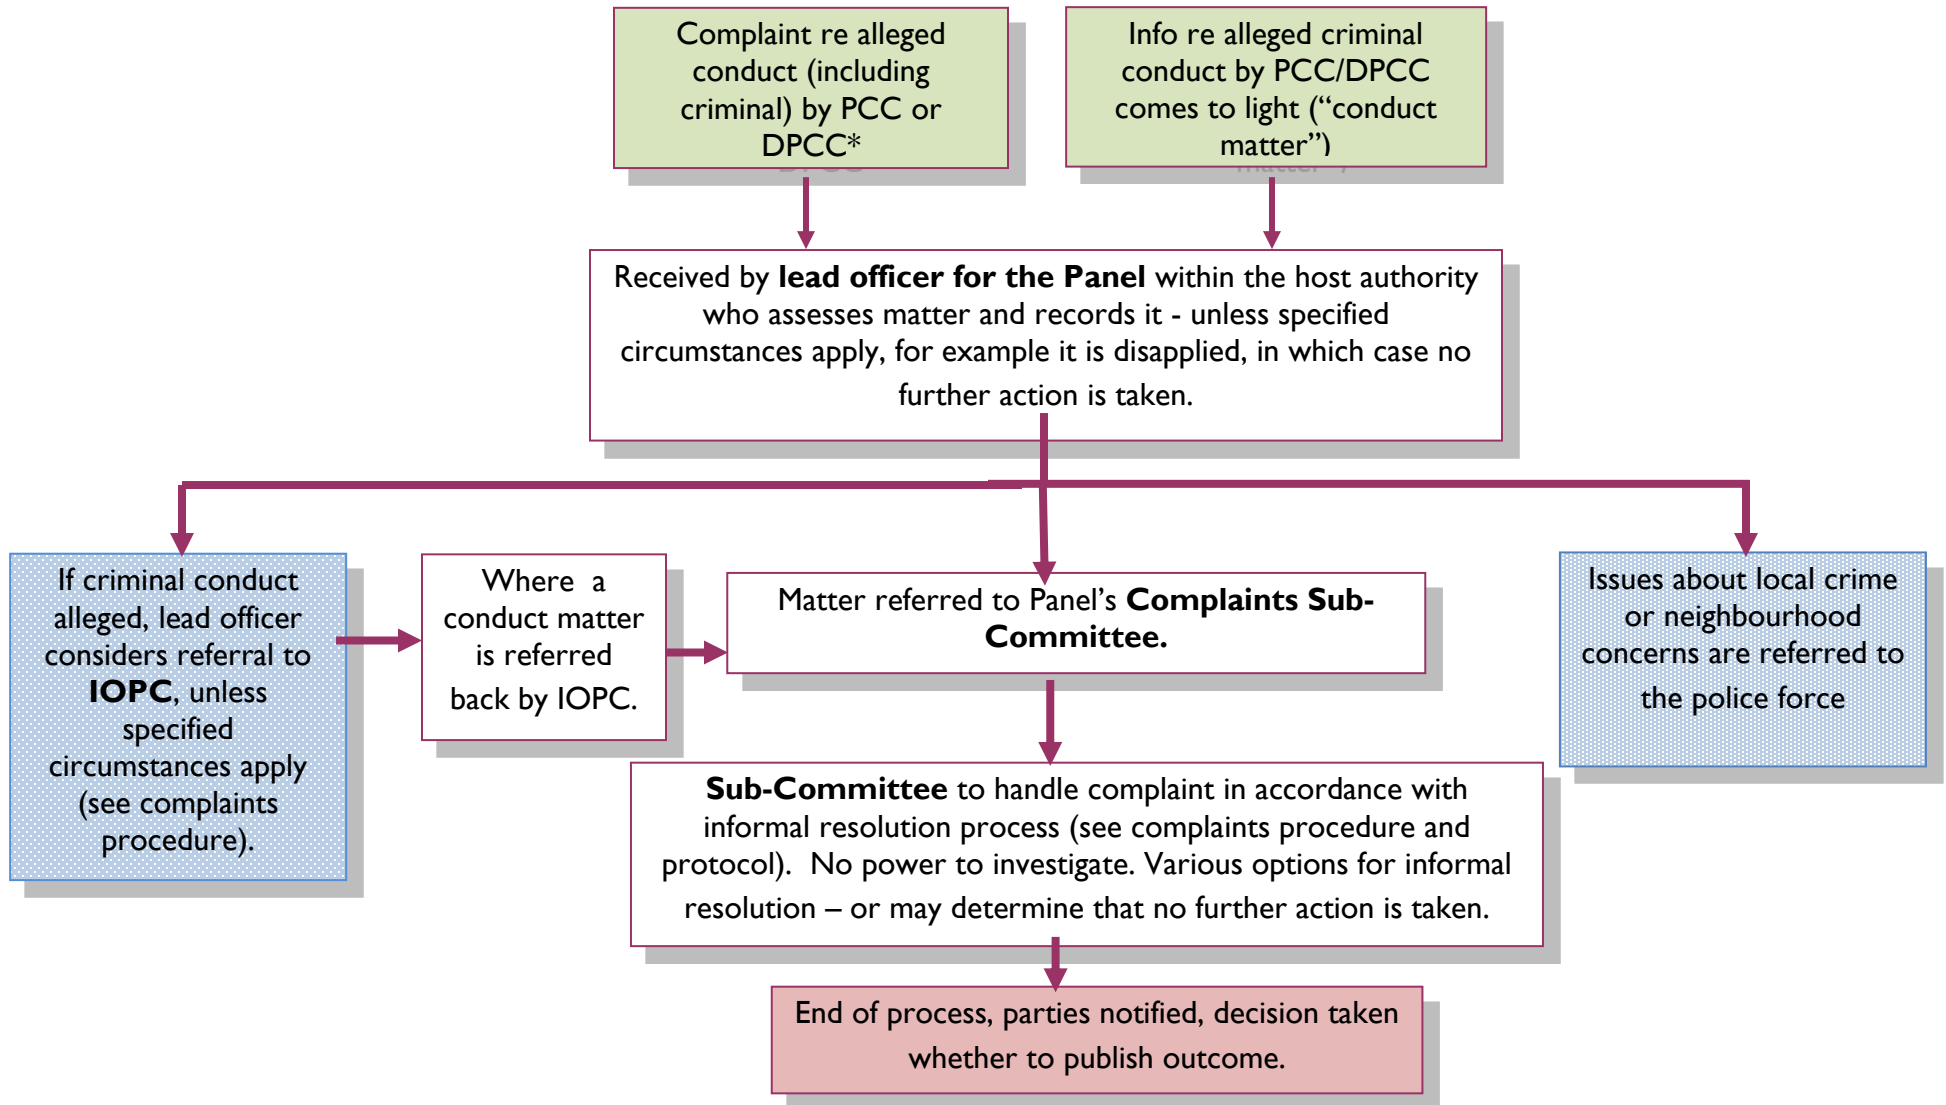 Complaint re alleged
conduct (including
criminal) by PCC or
DPCC*
Info re alleged criminal
conduct by PCC/DPCC
comes to light (“conduct
matter”)
Received by lead officer for the Panel within the host authority
who assesses matter and records it - unless specified
circumstances apply, for example it is disapplied, in which case no
further action is taken.
If criminal conduct
alleged, lead officer
considers referral to
IOPC, unless
specified
circumstances apply
(see complaints
procedure).
Where a
conduct matter
is referred
back by IOPC.
Matter referred to Panel’s Complaints Sub-
Committee.
Issues about local crime
or neighbourhood
concerns are referred to
the police force
Sub-Committee to handle complaint in accordance with
informal resolution process (see complaints procedure and
protocol). No power to investigate. Various options for informal
resolution – or may determine that no further action is taken.
End of process, parties notified, decision taken
whether to publish outcome.